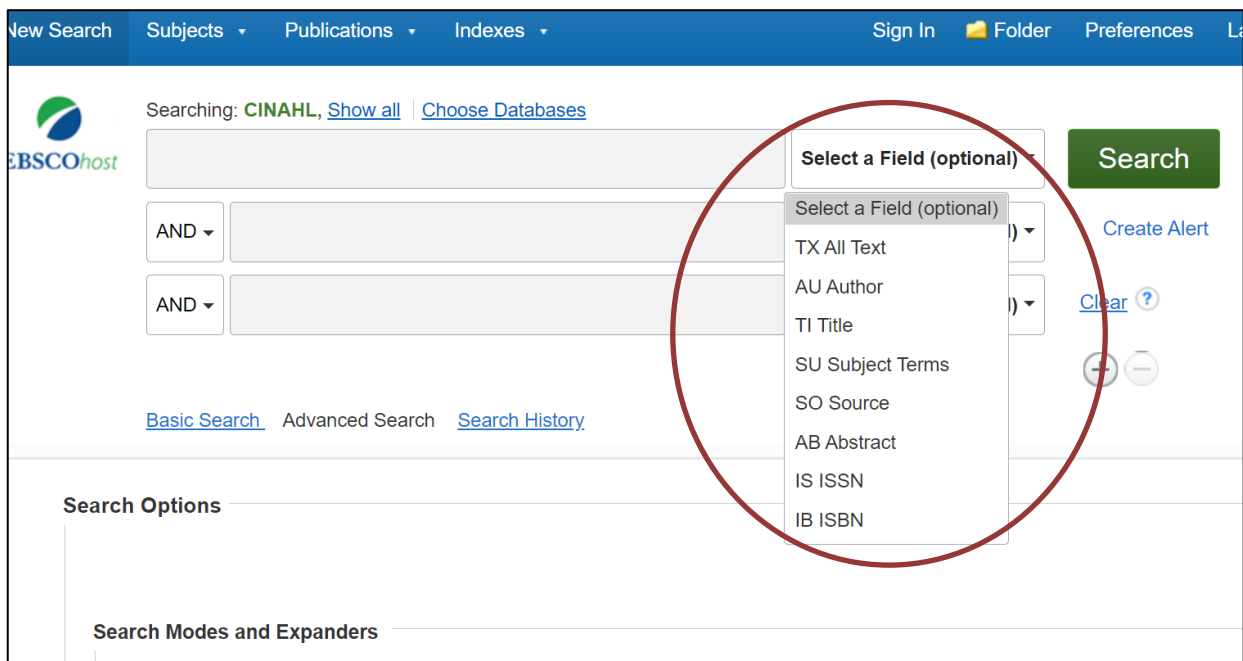 New Search Subjects Publications Indexes Sign In Folder Preferences
Searching: CINAHL, Show all Choose Databases
EBSCOhost
Select a Field (optional) Search
Select a Field (optional)
AND Create Alert
TX All Text
AU Author
AND Clear ?
TI Title
SU Subject Terms
SO Source
Basic Search Advanced Search Search History
AB Abstract
IS ISSN
Search Options
IB ISBN
Search Modes and Expanders